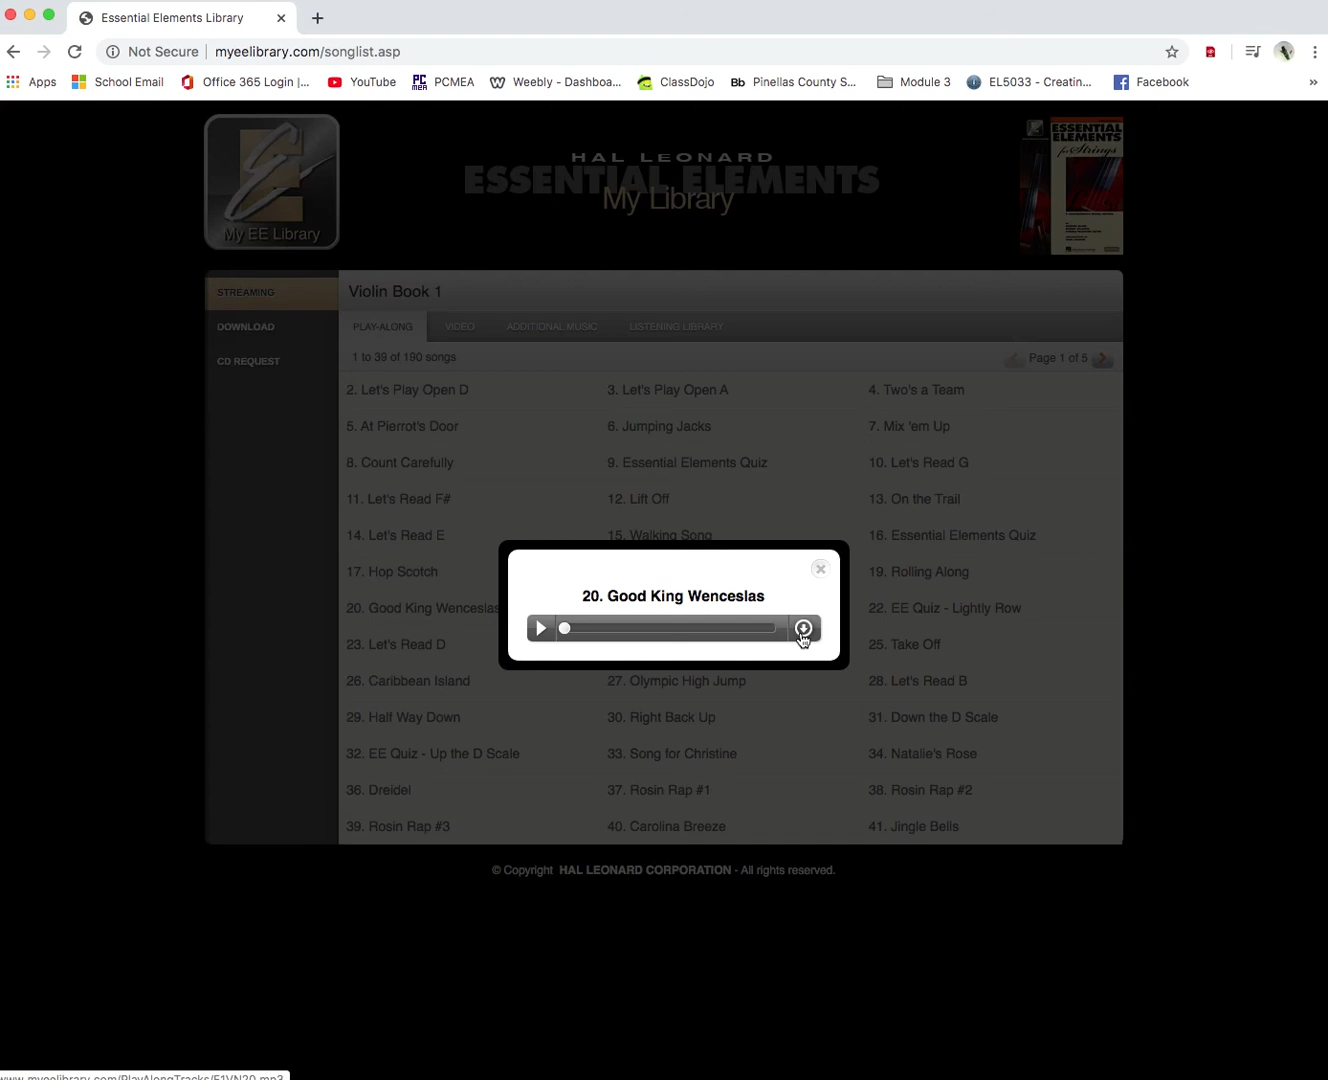 Essential Elements Library
Not Secure | myeelibrary.com/songlist.asp
Apps School Email Office 365 Login |... YouTube PCMEA Weebly - Dashboa... ClassDojo Bb Pinellas County S... Module 3 EL5033 - Creatin... Facebook »
My EE Library
HAL LEONARD
ESSENTIAL ELEMENTS
My Library
ESSENTIAL
ELEMENTS
for Strings
STREAMING
DOWNLOAD
CD REQUEST
Violin Book 1
PLAY-ALONG VIDEO ADDITIONAL MUSIC LISTENING LIBRARY
1 to 39 of 190 songs Page 1 of 5
2. Let's Play Open D 3. Let's Play Open A 4. Two's a Team
5. At Pierrot's Door 6. Jumping Jacks 7. Mix 'em Up
8. Count Carefully 9. Essential Elements Quiz 10. Let's Read G
11. Let's Read F# 12. Lift Off 13. On the Trail
14. Let's Read E 15. Walking Song 16. Essential Elements Quiz
17. Hop Scotch 19. Rolling Along
20. Good King Wenceslas 22. EE Quiz - Lightly Row
23. Let's Read D 25. Take Off
26. Caribbean Island 27. Olympic High Jump 28. Let's Read B
29. Half Way Down 30. Right Back Up 31. Down the D Scale
32. EE Quiz - Up the D Scale 33. Song for Christine 34. Natalie's Rose
36. Dreidel 37. Rosin Rap #1 38. Rosin Rap #2
39. Rosin Rap #3 40. Carolina Breeze 41. Jingle Bells
20. Good King Wenceslas
© Copyright HAL LEONARD CORPORATION - All rights reserved.
www.myeelibrary.com/PlayAlongTracks/E1VN20.mp3